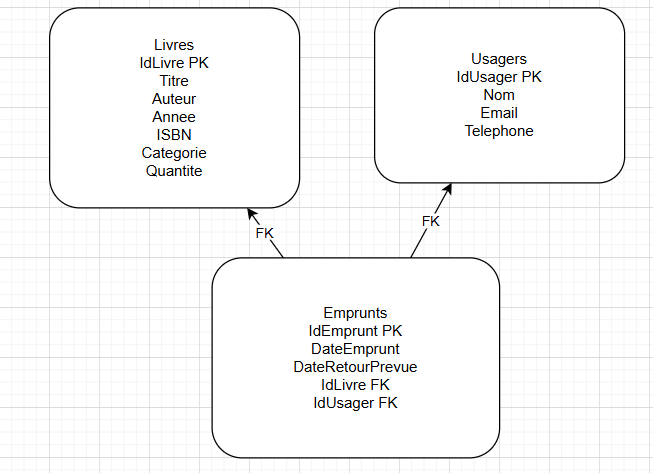 Livres
IdLivre PK
Titre
Auteur
Annee
ISBN
Categorie
Quantite
Usagers
IdUsager PK
Nom
Email
Telephone
FK
FK
Emprunts
IdEmprunt PK
DateEmprunt
DateRetourPrevue
IdLivre FK
IdUsager FK